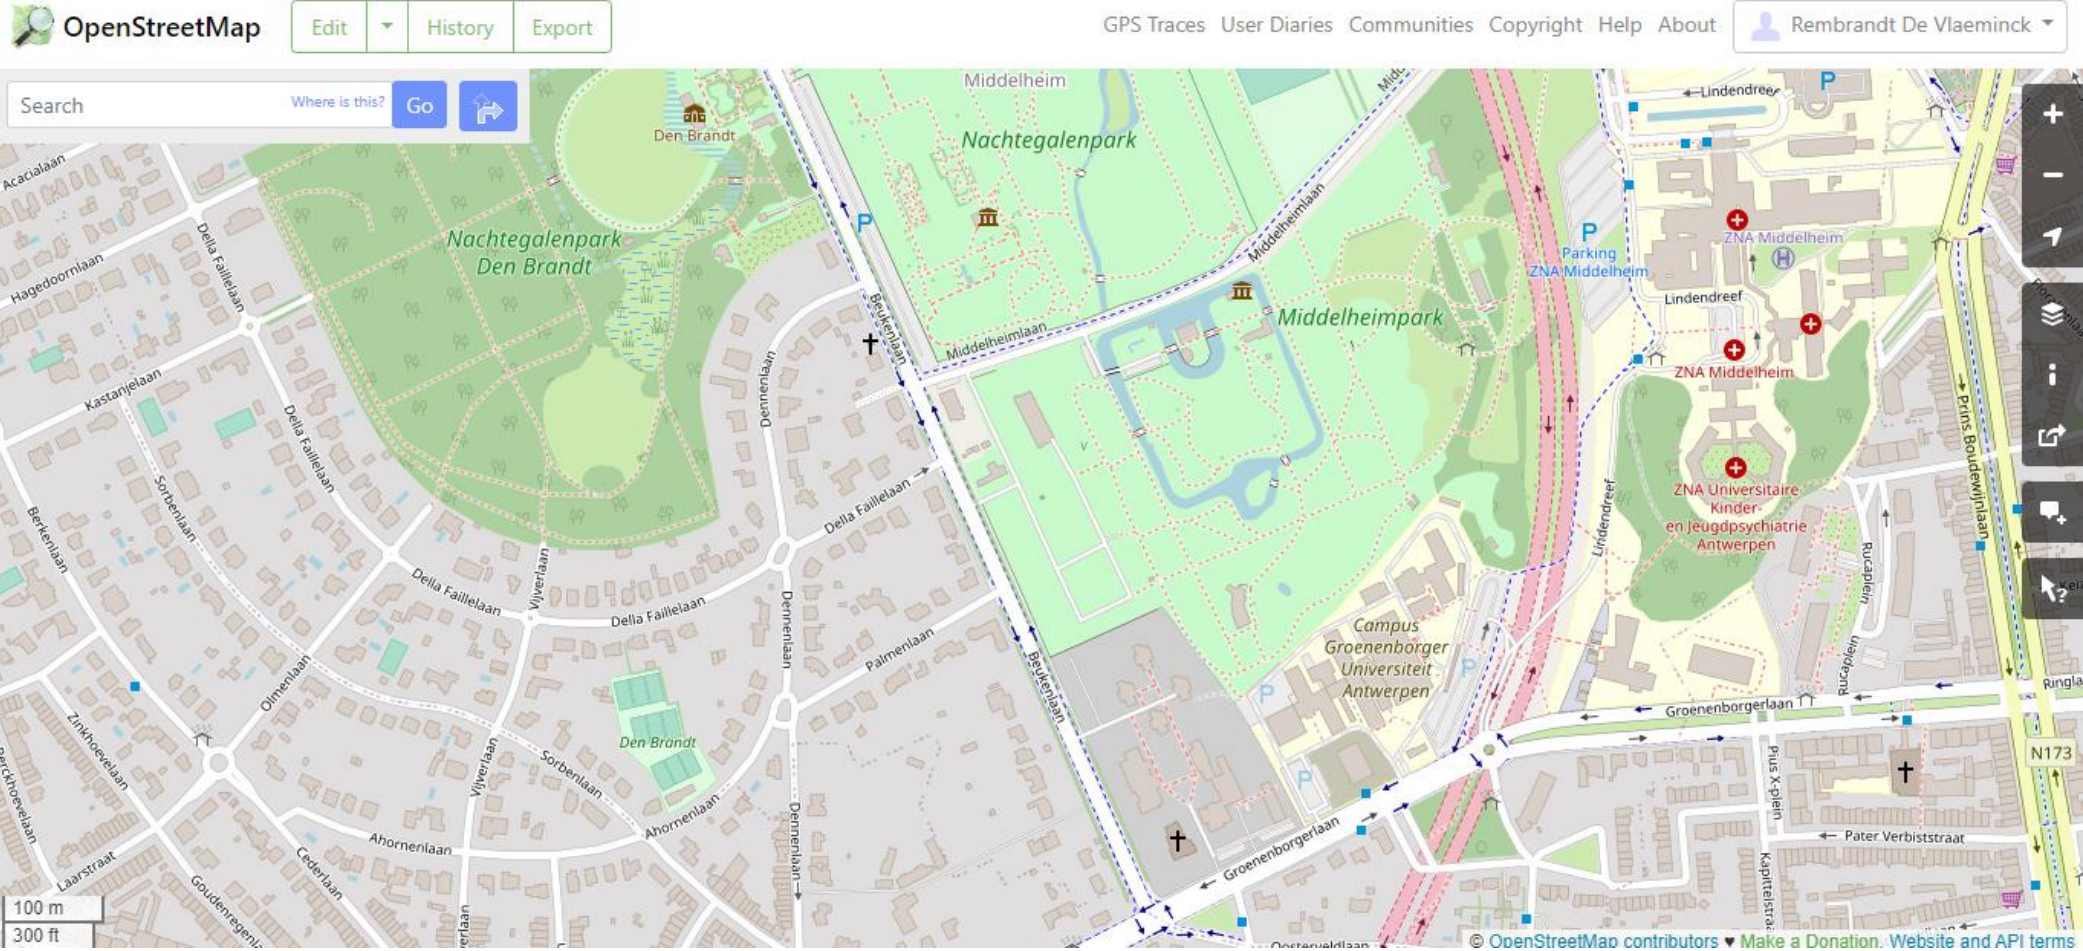 OpenStreetMap
Edit
History
Export
GPS Traces
User Diaries
Communities
Copyright
Help
About
Rembrandt De Vlaeminck
Search
Where is this?
Go
Middelheim
Lindendreef
P
Den Brandt
Nachtegalenpark
Acacialaan
P
Nachtegalenpark
Den Brandt
Della Faillelaan
Middelheimlaan
P
Parking
ZNA Middelheim
ZNA Middelheim
H
Hagedoornlaan
Lindendreef
Beukenlaan
Middelheimpark
Middelheimlaan
ZNA Middelheim
Kastanjelaan
Dennenlaan
Della Faillelaan
Prins Boudewijnlaan
Sorbenlaan
Berkenlaan
Della Faillelaan
ZNA Universitaire
Kinder-
en Jeugdpsychiatrie
Antwerpen
Lindendreef
Rucaplein
Vijverlaan
Della Faillelaan
Della Faillelaan
Dennenlaan
Palmenlaan
Campus
Groenenborger
Universiteit
Antwerpen
P
P
Olmenlaan
Beukenlaan
Rucaplein
Groenenborgerlaan
Ringla
Zinkhoevelaan
Den Brandt
Vijverlaan
Sorbenlaan
P
N173
Pius X-plein
Ahornenlaan
Ahornenlaan
Dennenlaan
Groenenborgerlaan
Pater Verbiststraat
Laarstraat
Cederlaan
Goudenregenl
Kapittelstra
erlaan
Oosterveldlaan
100 m
300 ft
© OpenStreetMap contributors ♥ Make a Donation. Website and API terms